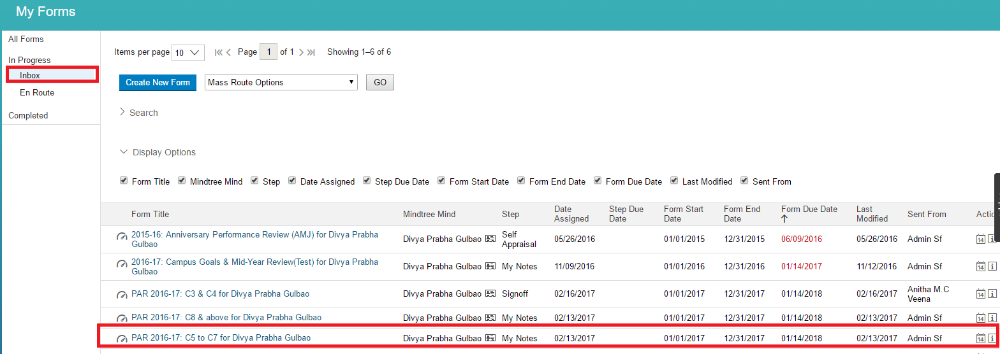 My Forms
All Forms
In Progress
Inbox
En Route
Completed
Items per page 10 Page 1 of 1 Showing 1–6 of 6
Create New Form Mass Route Options GO
Search
Display Options
Form Title Mindtree Mind Step Date Assigned Step Due Date Form Start Date Form End Date Form Due Date Last Modified Sent From
Form Title Mindtree Mind Step Date Assigned Step Due Date Form Start Date Form End Date Form Due Date Last Modified Sent From
2015-16: Anniversary Performance Review (AMJ) for Divya Prabha Gulbao Divya Prabha Gulbao Self Appraisal 05/26/2016 01/01/2015 12/31/2015 06/09/2016 05/26/2016 Admin Sf 14
2016-17: Campus Goals & Mid-Year Review(Test) for Divya Prabha Gulbao Divya Prabha Gulbao My Notes 11/09/2016 01/01/2016 12/31/2016 01/14/2017 11/12/2016 Admin Sf 14
PAR 2016-17: C3 & C4 for Divya Prabha Gulbao Divya Prabha Gulbao Signoff 02/16/2017 01/01/2017 12/31/2017 01/14/2018 02/16/2017 Anitha M.C Veena 14
PAR 2016-17: C8 & above for Divya Prabha Gulbao Divya Prabha Gulbao My Notes 02/13/2017 01/01/2017 12/31/2017 01/14/2018 02/13/2017 Admin Sf 14
PAR 2016-17: C5 to C7 for Divya Prabha Gulbao Divya Prabha Gulbao My Notes 02/13/2017 01/01/2017 12/31/2017 01/14/2018 02/13/2017 Admin Sf 14